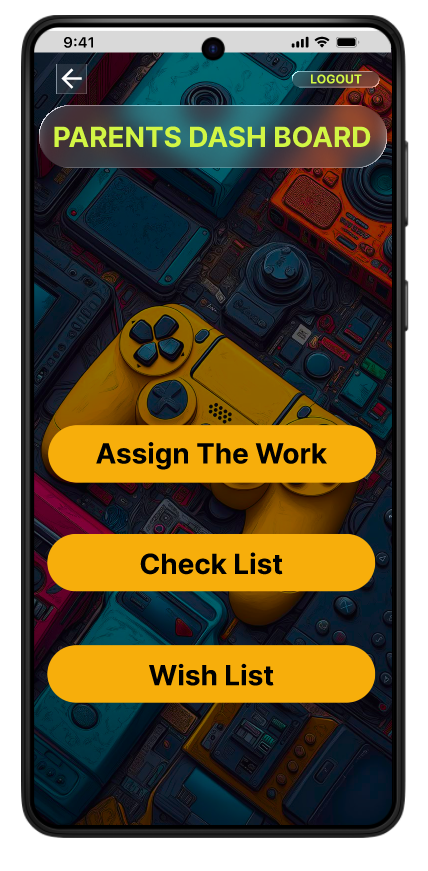 9:41
LOGOUT
PARENTS DASH BOARD
Assign The Work
Check List
Wish List